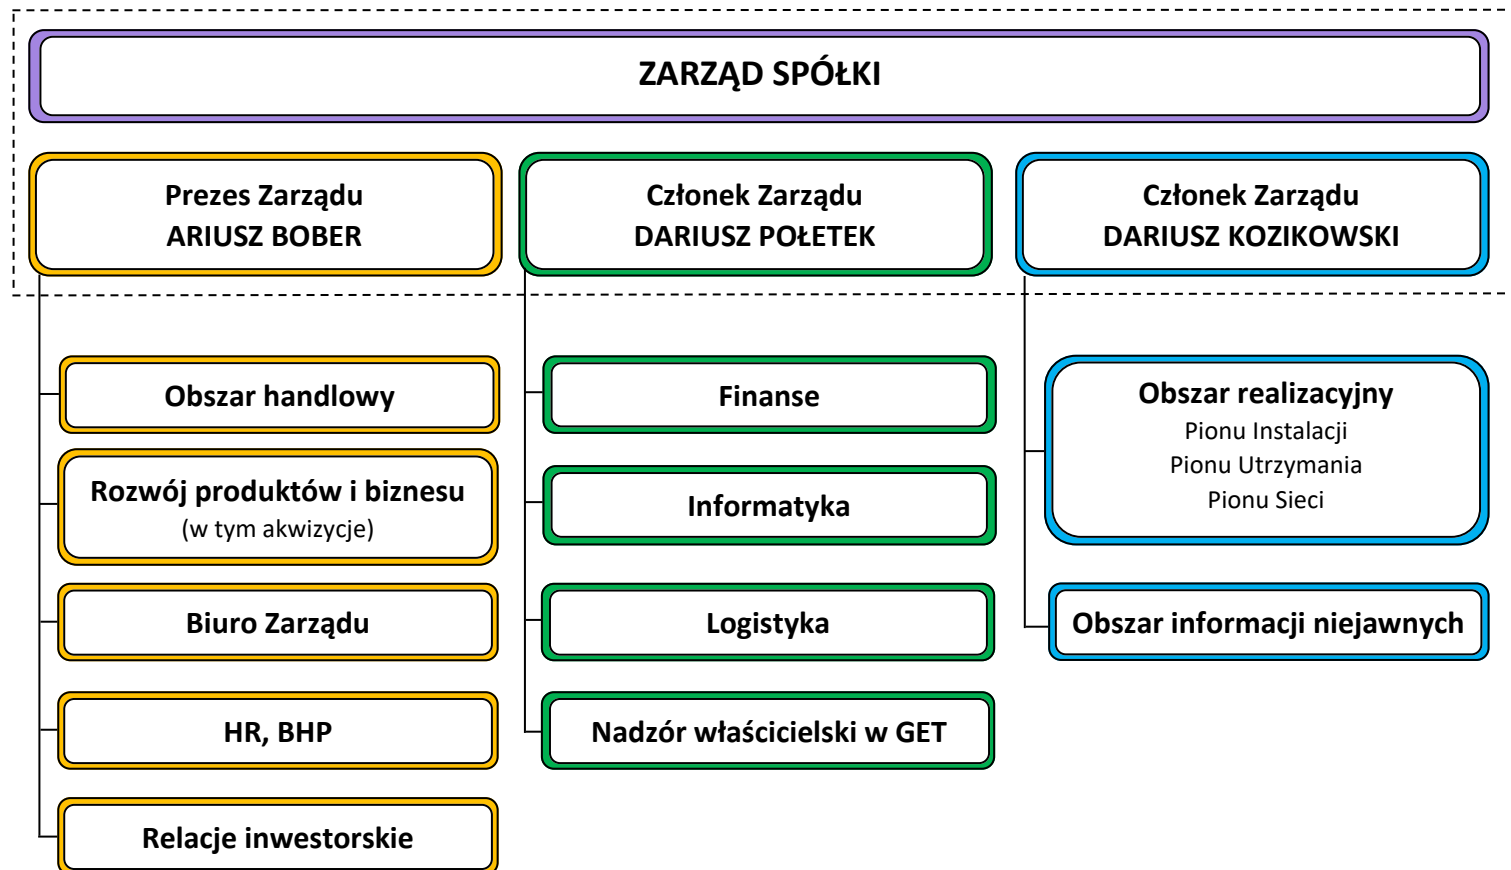 ZARZĄD SPÓŁKI
Prezes Zarządu
ARIUSZ BOBER
Członek Zarządu
DARIUSZ POŁETEK
Członek Zarządu
DARIUSZ KOZIKOWSKI
Obszar handlowy
Rozwój produktów i biznesu
(w tym akwizycje)
Biuro Zarządu
HR, BHP
Relacje inwestorskie
Finanse
Informatyka
Logistyka
Nadzór właścicielski w GET
Obszar realizacyjny
Pionu Instalacji
Pionu Utrzymania
Pionu Sieci
Obszar informacji niejawnych